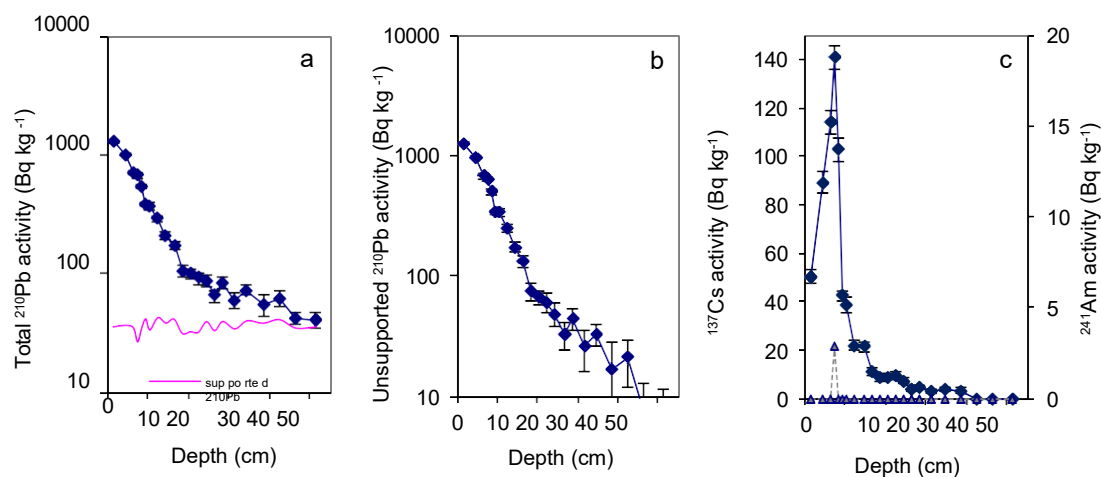 a
Total ²¹⁰Pb activity (Bq kg ⁻¹)
10000
1000
100
10
0 10 20 30 40 50
Depth (cm)
sup po rte d
210Pb
b
Unsupported ²¹⁰Pb activity (Bq kg ⁻¹)
10000
1000
100
10
0 10 20 30 40 50
Depth (cm)
c
¹³⁷Cs activity (Bq kg⁻¹)
140
120
100
80
60
40
20
0
0 10 20 30 40 50
Depth (cm)
20
15
10
5
0
²⁴¹Am activity (Bq kg⁻¹)